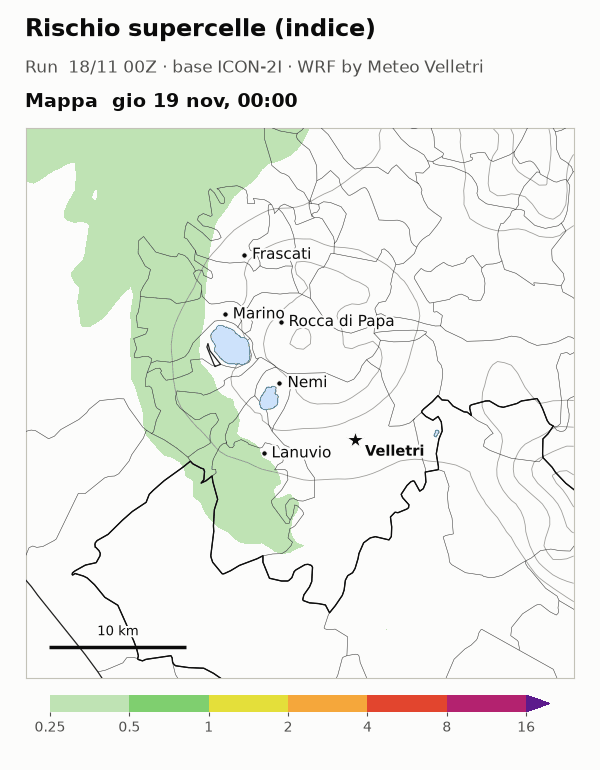 Rischio supercelle (indice)
Run  18/11 00Z · base ICON-2I · WRF by Meteo Velletri
Mappa  gio 19 nov, 00:00
Frascati
Marino
Rocca di Papa
Nemi
Velletri
Lanuvio
10 km
0.25 0.5 1 2 4 8 16